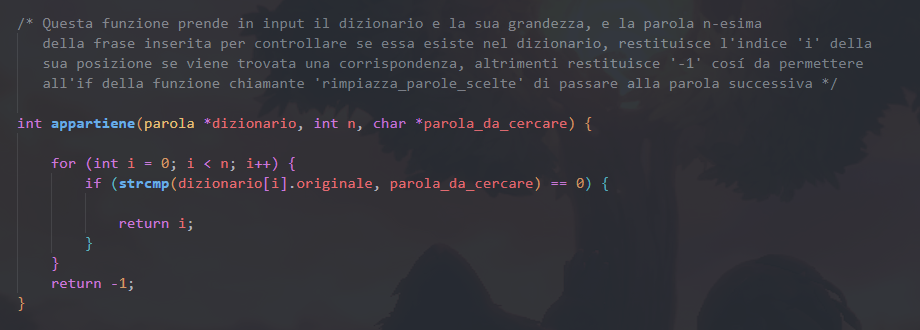 /* Questa funzione prende in input il dizionario e la sua grandezza, e la parola n-esima
della frase inserita per controllare se essa esiste nel dizionario, restituisce l'indice 'i' della
sua posizione se viene trovata una corrispondenza, altrimenti restituisce '-1' cosí da permettere
all'if della funzione chiamante 'rimpiazza_parole_scelte' di passare alla parola successiva */
int appartiene(parola *dizionario, int n, char *parola_da_cercare) {
for (int i = 0; i < n; i++) {
if (strcmp(dizionario[i].originale, parola_da_cercare) == 0) {
return i;
}
}
return -1;
}